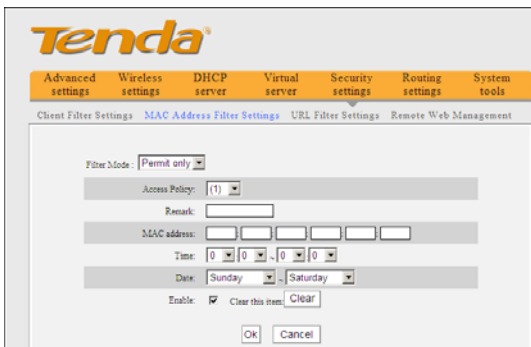 Tenda®
Advanced settings Wireless settings DHCP server Virtual server Security settings Routing settings System tools
Client Filter Settings MAC Address Filter Settings URL Filter Settings Remote Web Management
Filter Mode: Permit only
Access Policy: (1)
Remark:
MAC address: : : : : :
Time: 0 0 ~ 0 0
Date: Sunday ~ Saturday
Enable: Clear this item: Clear
Ok Cancel